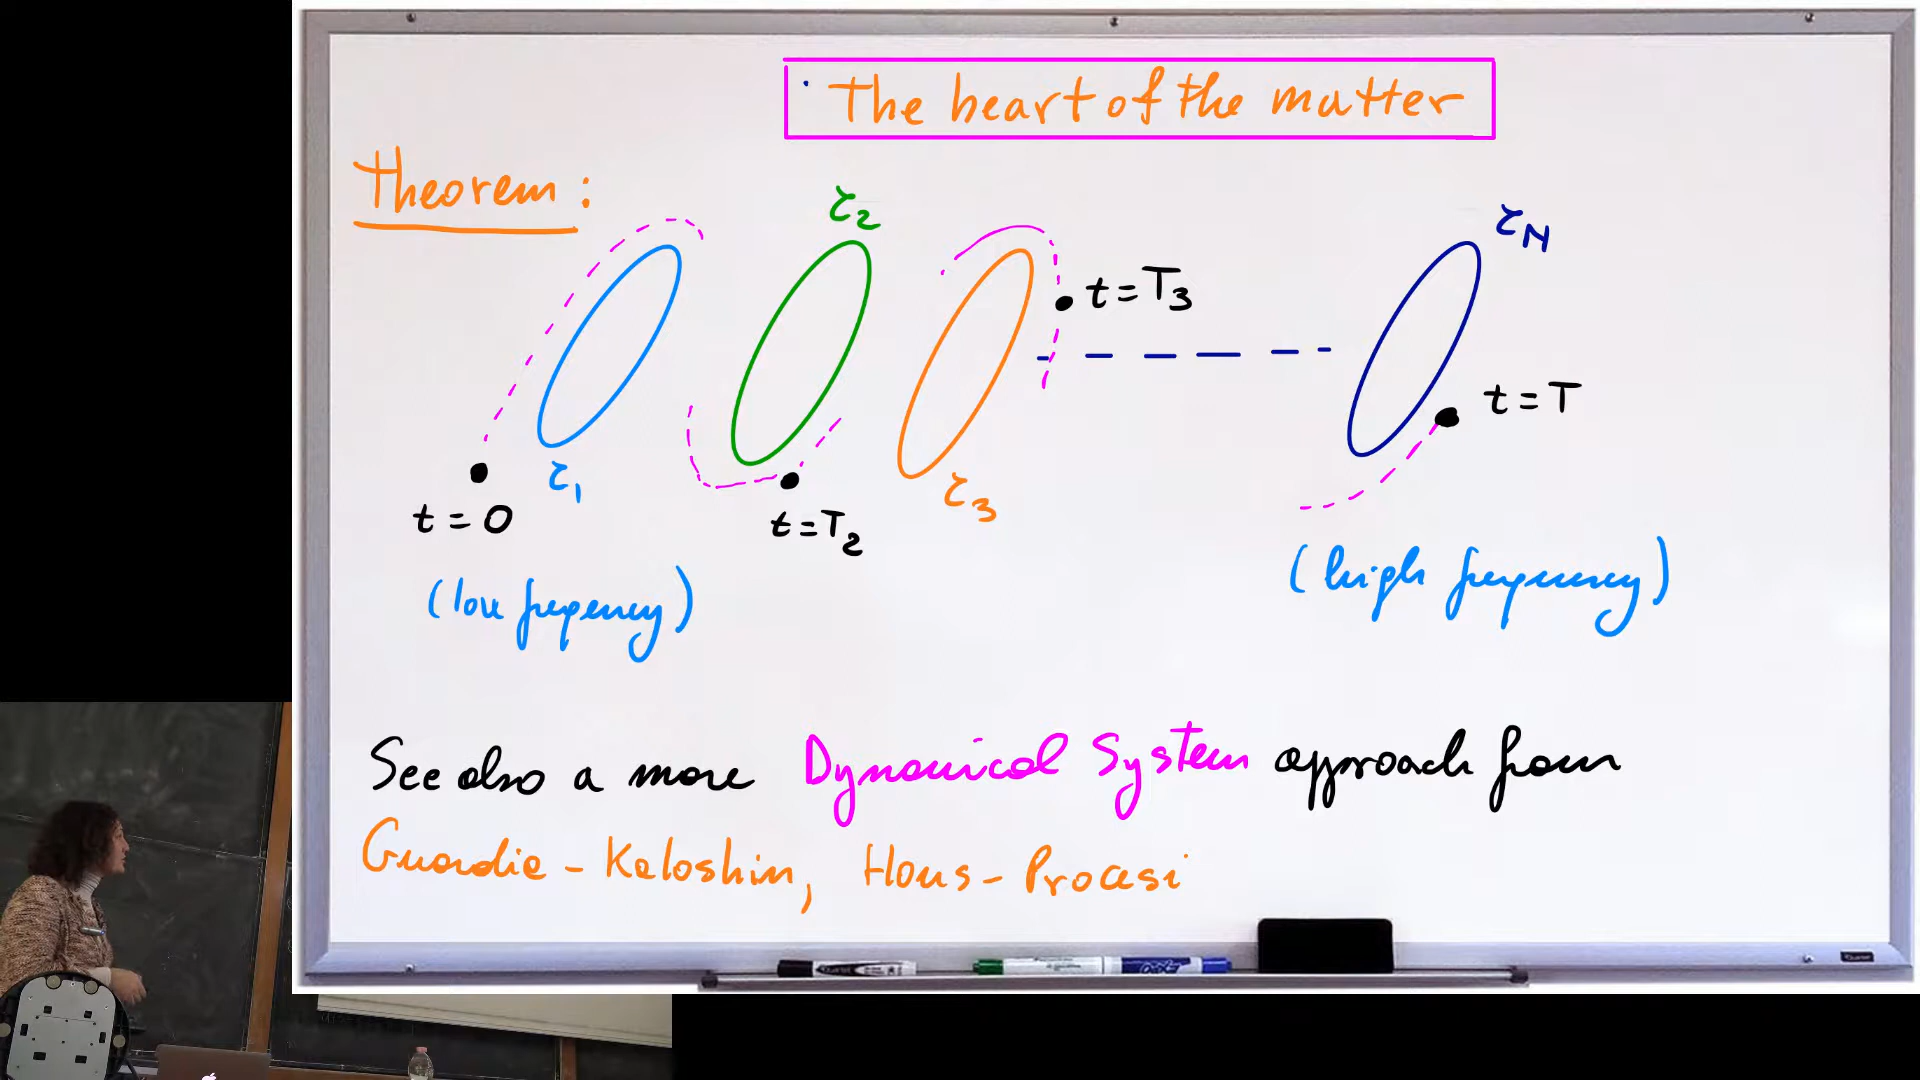 The heart of the matter
Theorem:
τ2
τN
t = T3
t = T
τ1
τ3
t = 0
t = T2
(low freqency)
(high frequency)
See also a more Dynamical System approach from
Guardia - Kaloshin, Haus - Procesi